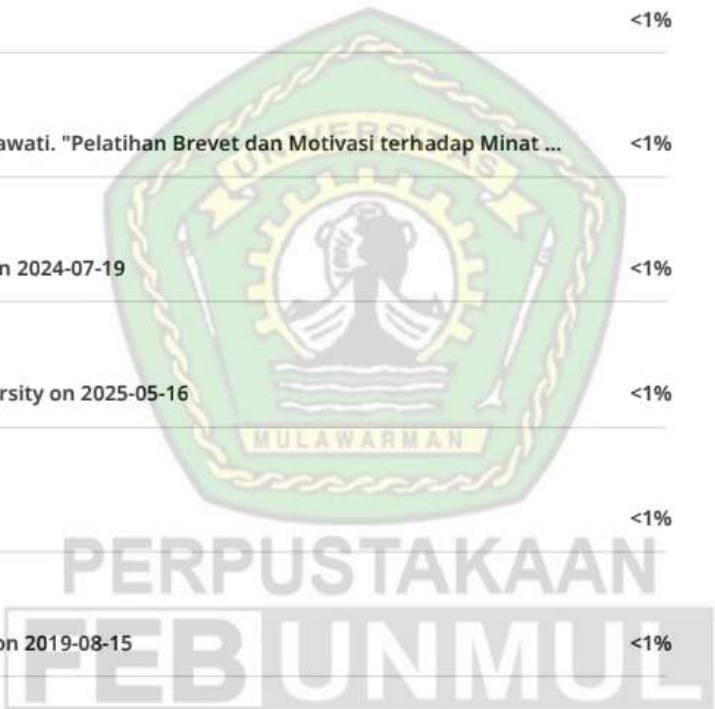 <1%
awati. "Pelatihan Brevet dan Motivasi terhadap Minat ... <1%
n 2024-07-19 <1%
rsity on 2025-05-16 <1%
<1%
on 2019-08-15 <1%
UNIVERSITAS
MULAWARMAN
PERPUSTAKAAN
FEB UNMUL